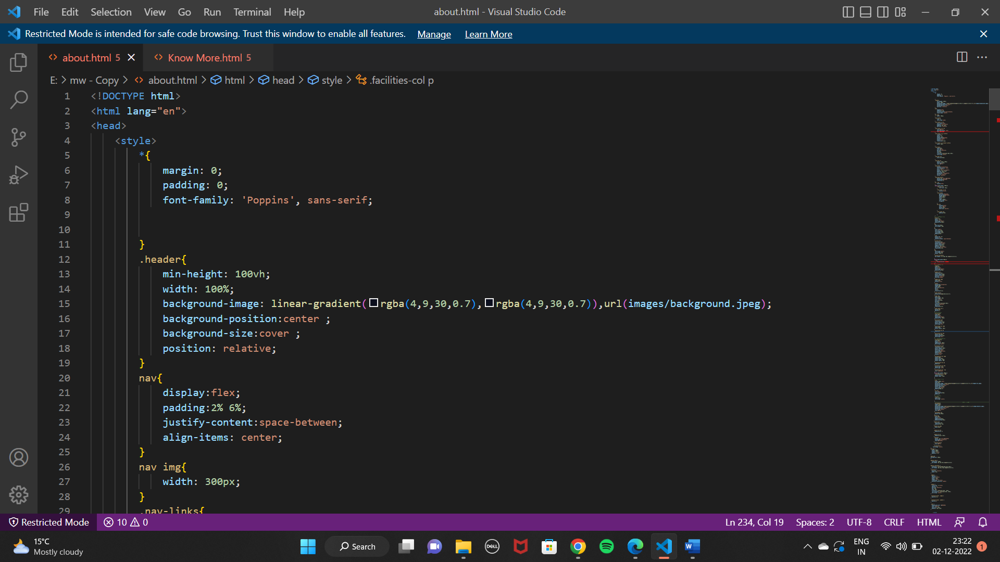 File Edit Selection View Go Run Terminal Help about.html - Visual Studio Code
Restricted Mode is intended for safe code browsing. Trust this window to enable all features. Manage Learn More
about.html 5 Know More.html 5
E: > mw - Copy > about.html > html > head > style > .facilities-col p
1 <!DOCTYPE html>
2 <html lang="en">
3 <head>
4 <style>
5 *{
6 margin: 0;
7 padding: 0;
8 font-family: 'Poppins', sans-serif;
9
10
11 }
12 .header{
13 min-height: 100vh;
14 width: 100%;
15 background-image: linear-gradient(rgba(4,9,30,0.7),rgba(4,9,30,0.7)),url(images/background.jpeg);
16 background-position:center ;
17 background-size:cover ;
18 position: relative;
19 }
20 nav{
21 display:flex;
22 padding:2% 6%;
23 justify-content:space-between;
24 align-items: center;
25 }
26 nav img{
27 width: 300px;
28 }
29 .nav-links{
Restricted Mode 10 0 Ln 234, Col 19 Spaces: 2 UTF-8 CRLF HTML
15°C
Mostly cloudy
Search
DELL
W
ENG
IN
23:22
02-12-2022
1